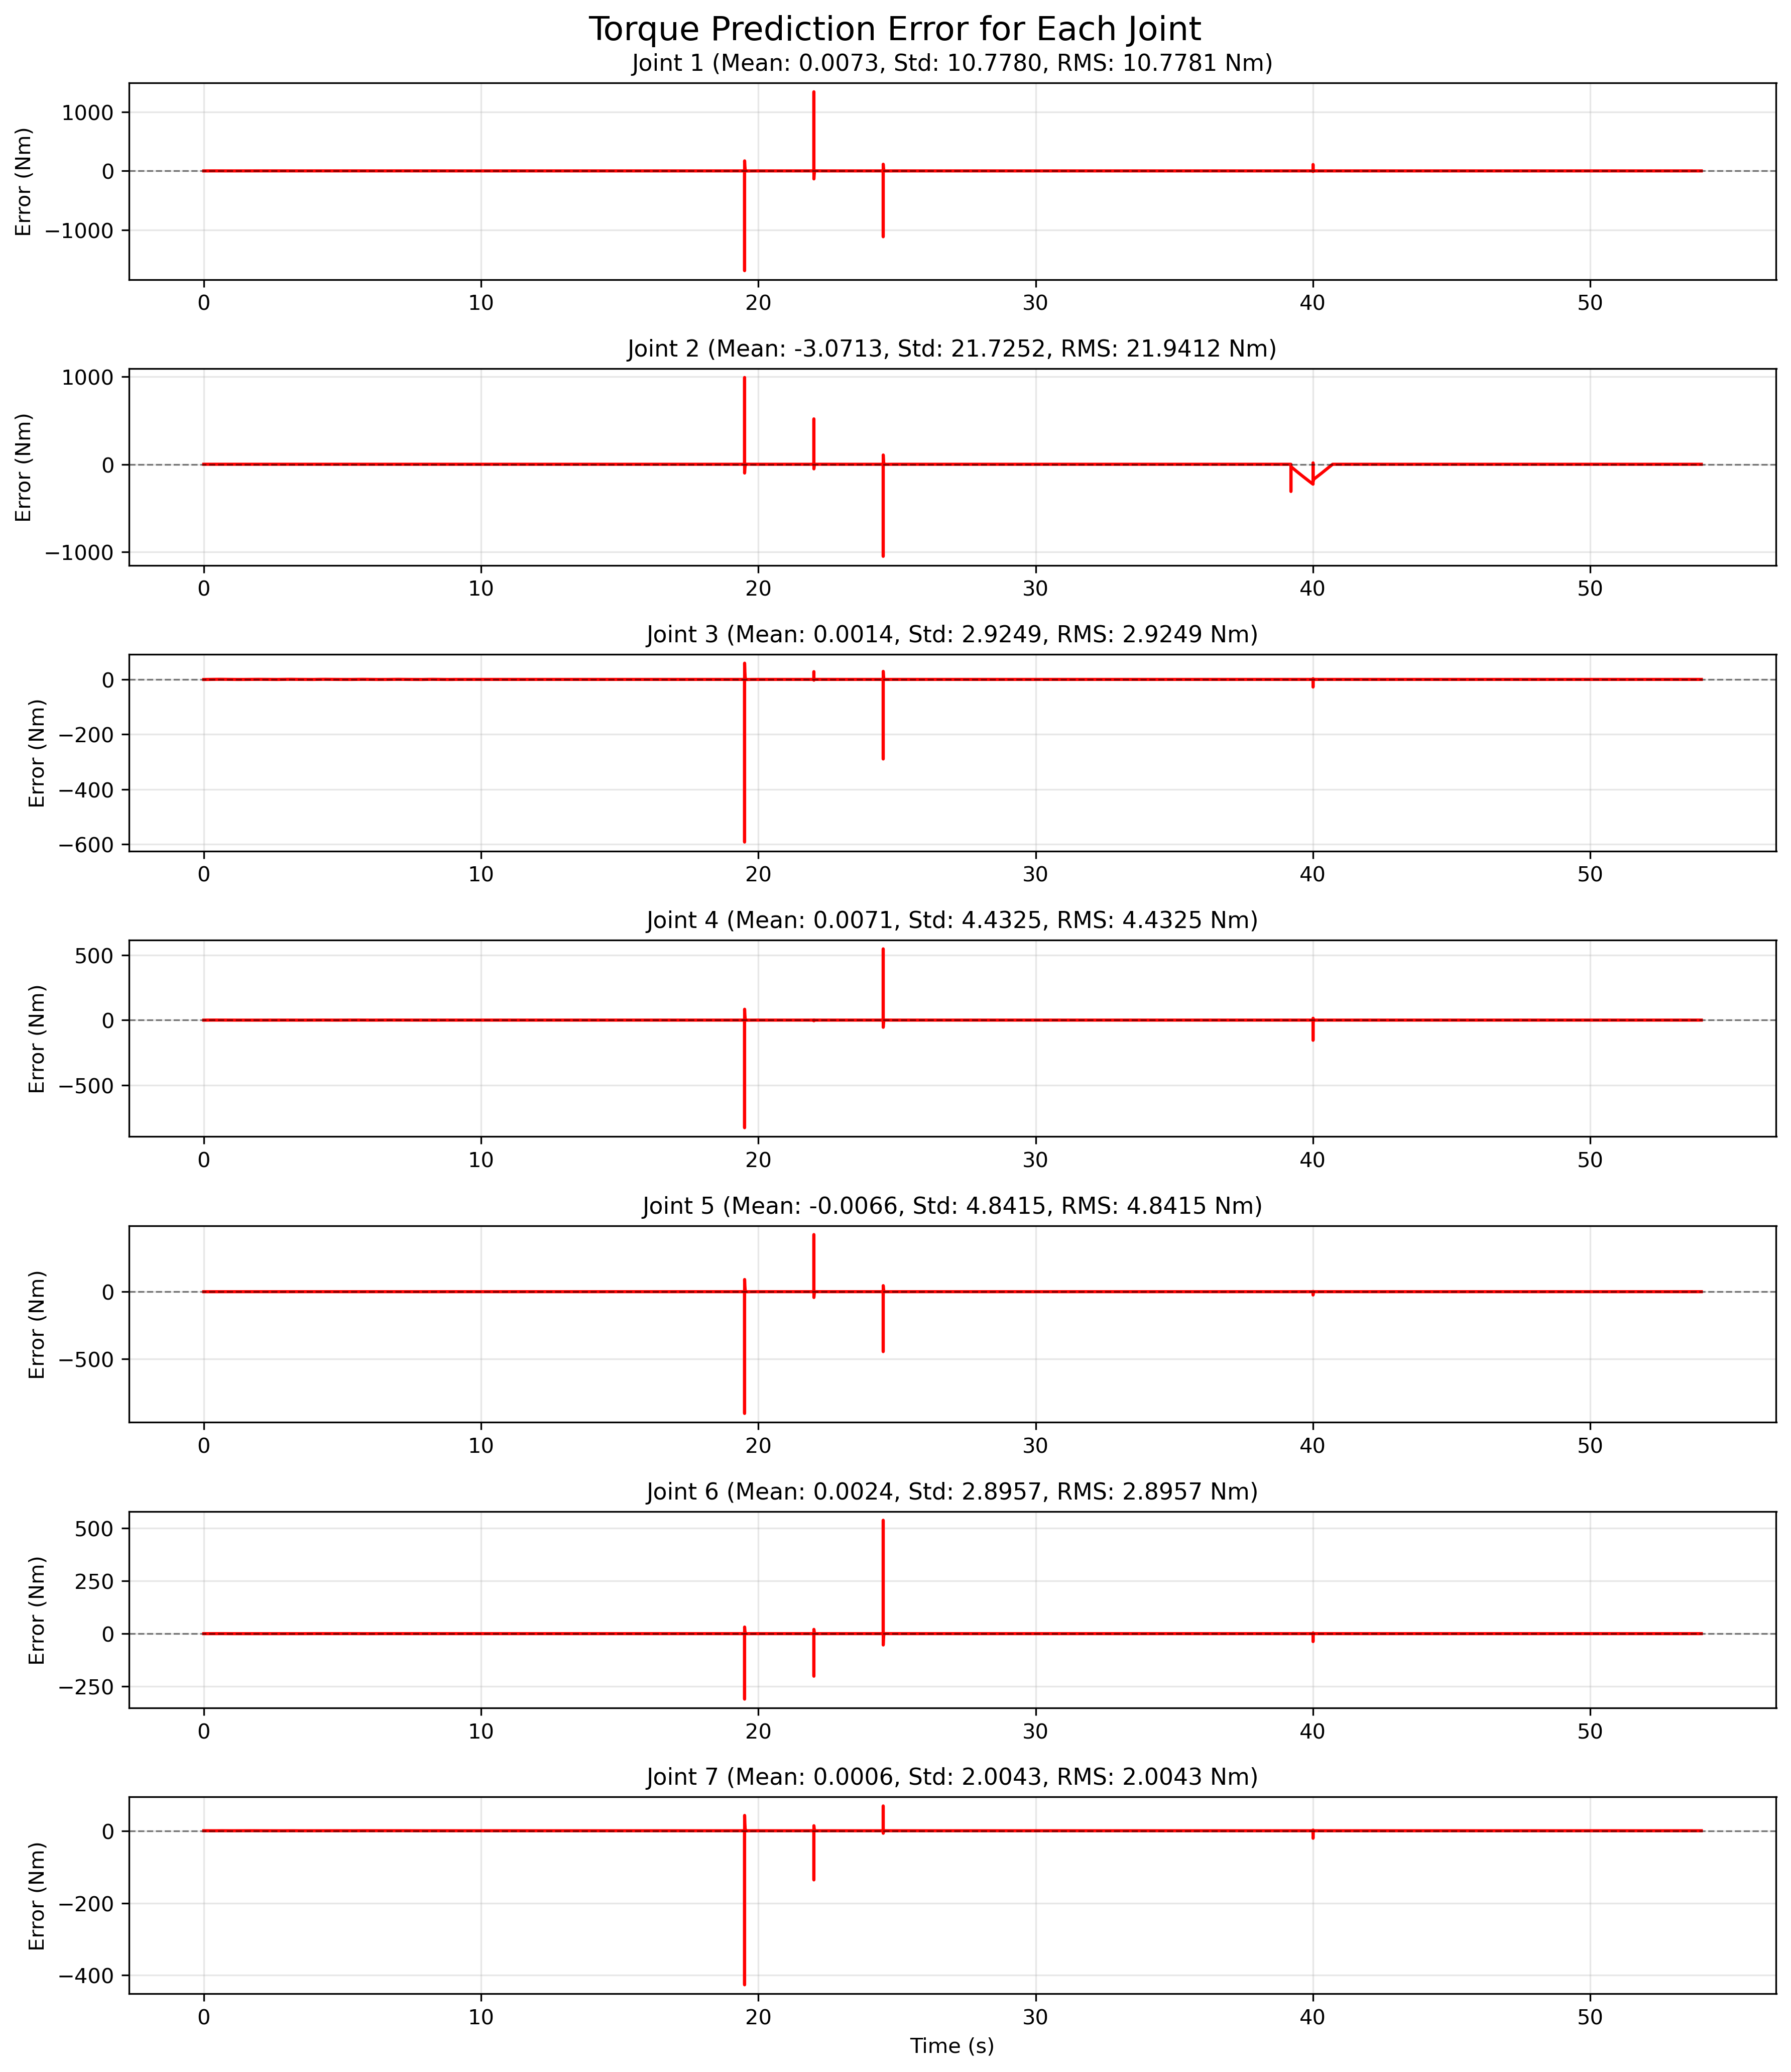 Torque Prediction Error for Each Joint
Joint 1 (Mean: 0.0073, Std: 10.7780, RMS: 10.7781 Nm)
Error (Nm)
1000
0
−1000
0 10 20 30 40 50
Joint 2 (Mean: -3.0713, Std: 21.7252, RMS: 21.9412 Nm)
Error (Nm)
1000
0
−1000
0 10 20 30 40 50
Joint 3 (Mean: 0.0014, Std: 2.9249, RMS: 2.9249 Nm)
Error (Nm)
0
−200
−400
−600
0 10 20 30 40 50
Joint 4 (Mean: 0.0071, Std: 4.4325, RMS: 4.4325 Nm)
Error (Nm)
500
0
−500
0 10 20 30 40 50
Joint 5 (Mean: -0.0066, Std: 4.8415, RMS: 4.8415 Nm)
Error (Nm)
0
−500
0 10 20 30 40 50
Joint 6 (Mean: 0.0024, Std: 2.8957, RMS: 2.8957 Nm)
Error (Nm)
500
250
0
−250
0 10 20 30 40 50
Joint 7 (Mean: 0.0006, Std: 2.0043, RMS: 2.0043 Nm)
Error (Nm)
0
−200
−400
0 10 20 30 40 50
Time (s)